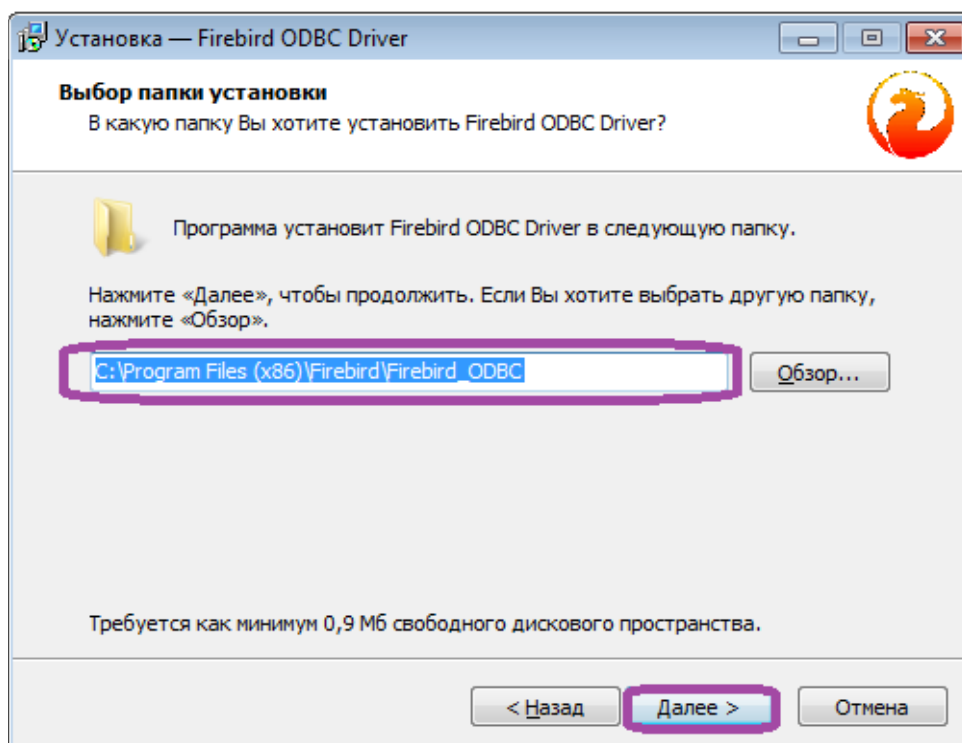 Установка — Firebird ODBC Driver
Выбор папки установки
В какую папку Вы хотите установить Firebird ODBC Driver?
Программа установит Firebird ODBC Driver в следующую папку.
Нажмите «Далее», чтобы продолжить. Если Вы хотите выбрать другую папку,
нажмите «Обзор».
C:\Program Files (x86)\Firebird\Firebird_ODBC
Обзор...
Требуется как минимум 0,9 Мб свободного дискового пространства.
< Назад
Далее >
Отмена